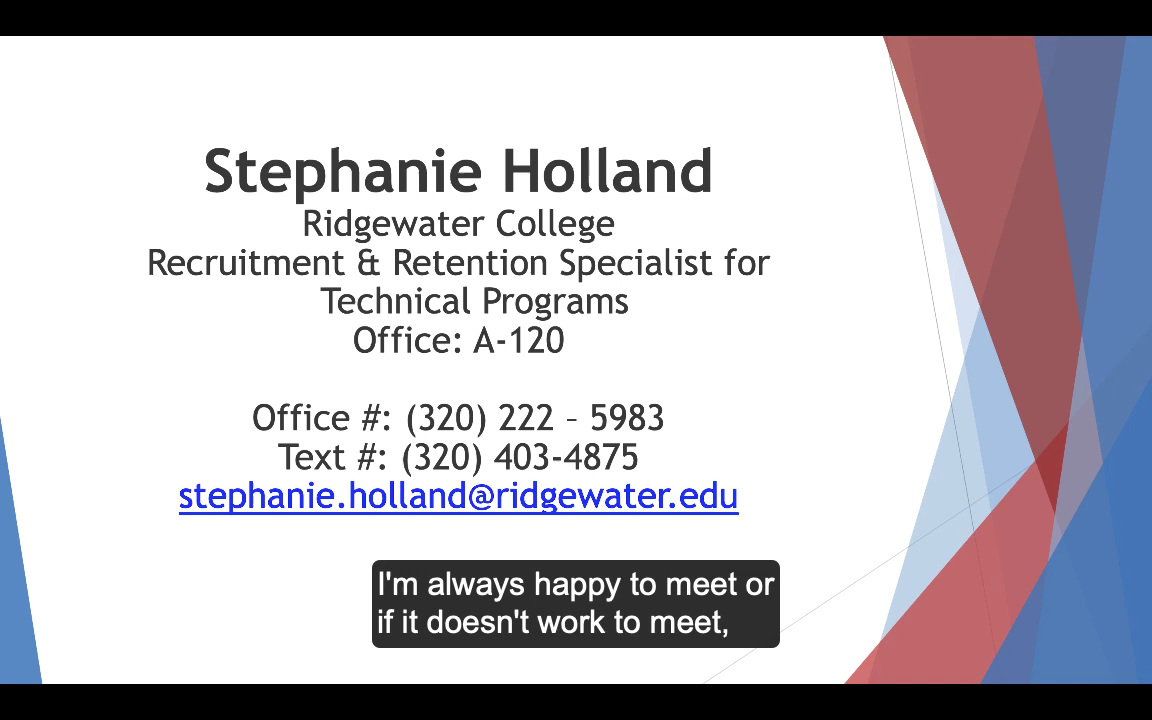 Stephanie Holland
Ridgewater College
Recruitment & Retention Specialist for
Technical Programs
Office: A-120
Office #: (320) 222 – 5983
Text #: (320) 403-4875
stephanie.holland@ridgewater.edu
I'm always happy to meet or
if it doesn't work to meet,